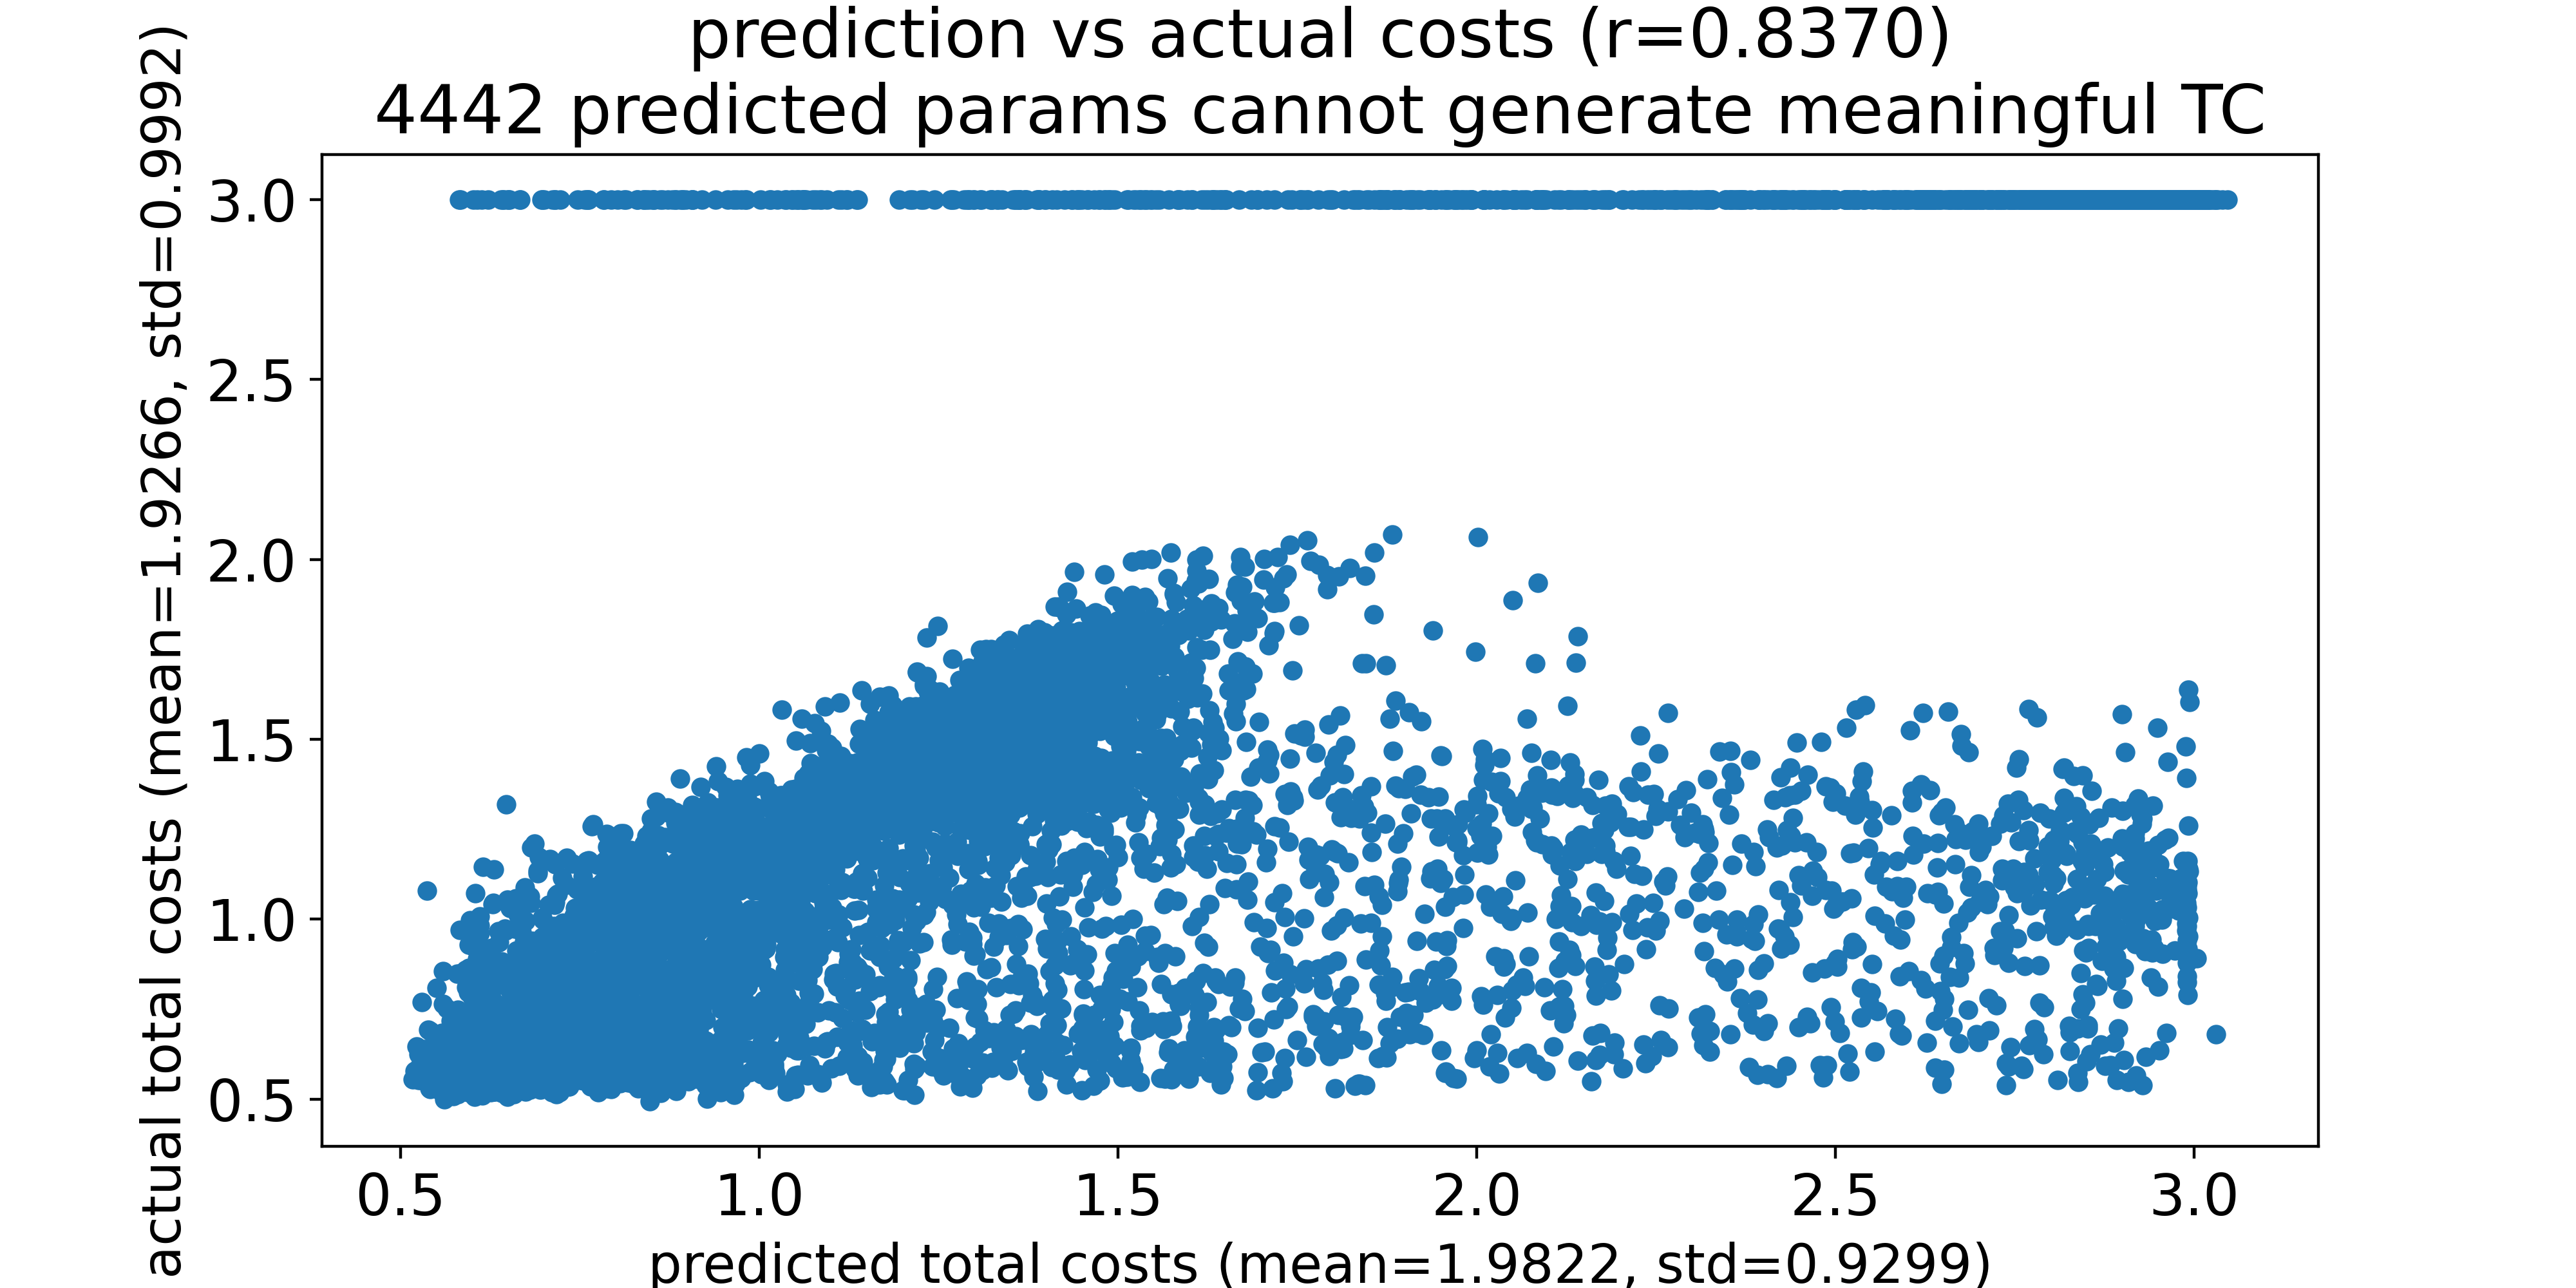 prediction vs actual costs (r=0.8370)
4442 predicted params cannot generate meaningful TC
actual total costs (mean=1.9266, std=0.9992)
3.0
2.5
2.0
1.5
1.0
0.5
0.5 1.0 1.5 2.0 2.5 3.0
predicted total costs (mean=1.9822, std=0.9299)